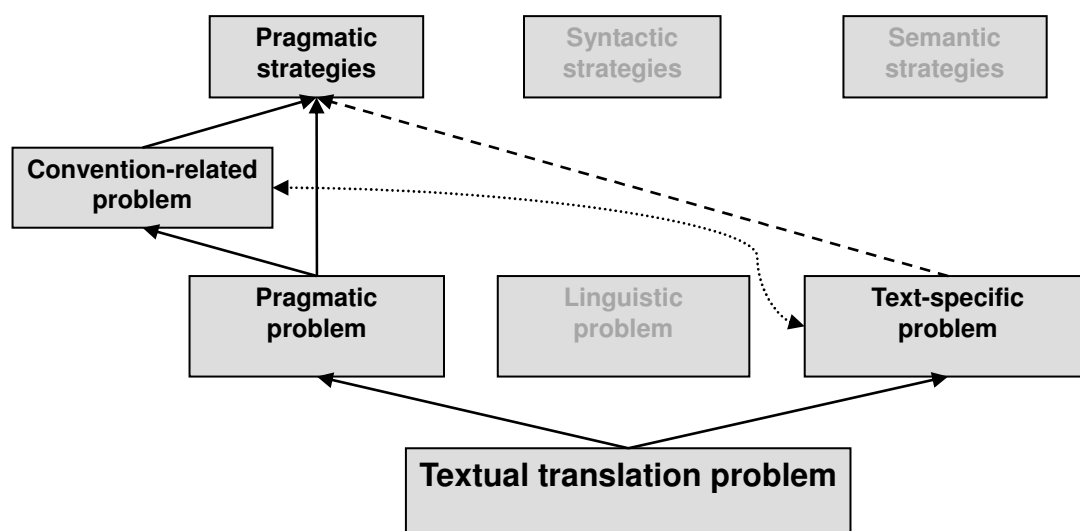 Pragmatic
strategies
Syntactic
strategies
Semantic
strategies
Convention-related
problem
Pragmatic
problem
Linguistic
problem
Text-specific
problem
Textual translation problem